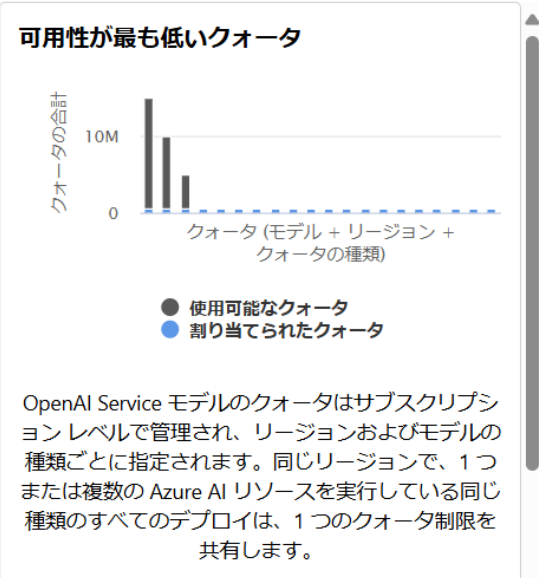 可用性が最も低いクォータ
クォータの合計
10M
0
クォータ (モデル + リージョン +
クォータの種類)
使用可能なクォータ
割り当てられたクォータ
OpenAI Service モデルのクォータはサブスクリプシ
ョン レベルで管理され、リージョンおよびモデルの
種類ごとに指定されます。同じリージョンで、1 つ
または複数の Azure AI リソースを実行している同じ
種類のすべてのデプロイは、1 つのクォータ制限を
共有します。